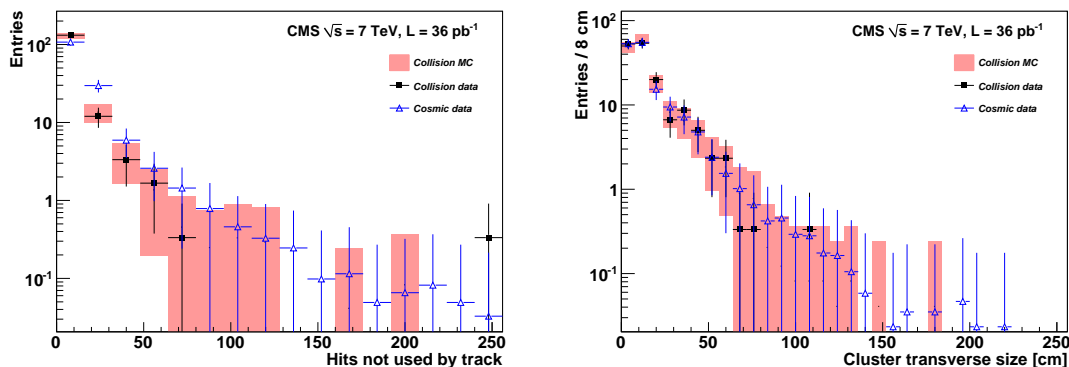 Entries
CMS √s = 7 TeV, L = 36 pb⁻¹
Collision MC
Collision data
Cosmic data
10²
10
1
10⁻¹
0 50 100 150 200 250
Hits not used by track
Entries / 8 cm
CMS √s = 7 TeV, L = 36 pb⁻¹
Collision MC
Collision data
Cosmic data
10²
10
1
10⁻¹
0 50 100 150 200 250
Cluster transverse size [cm]